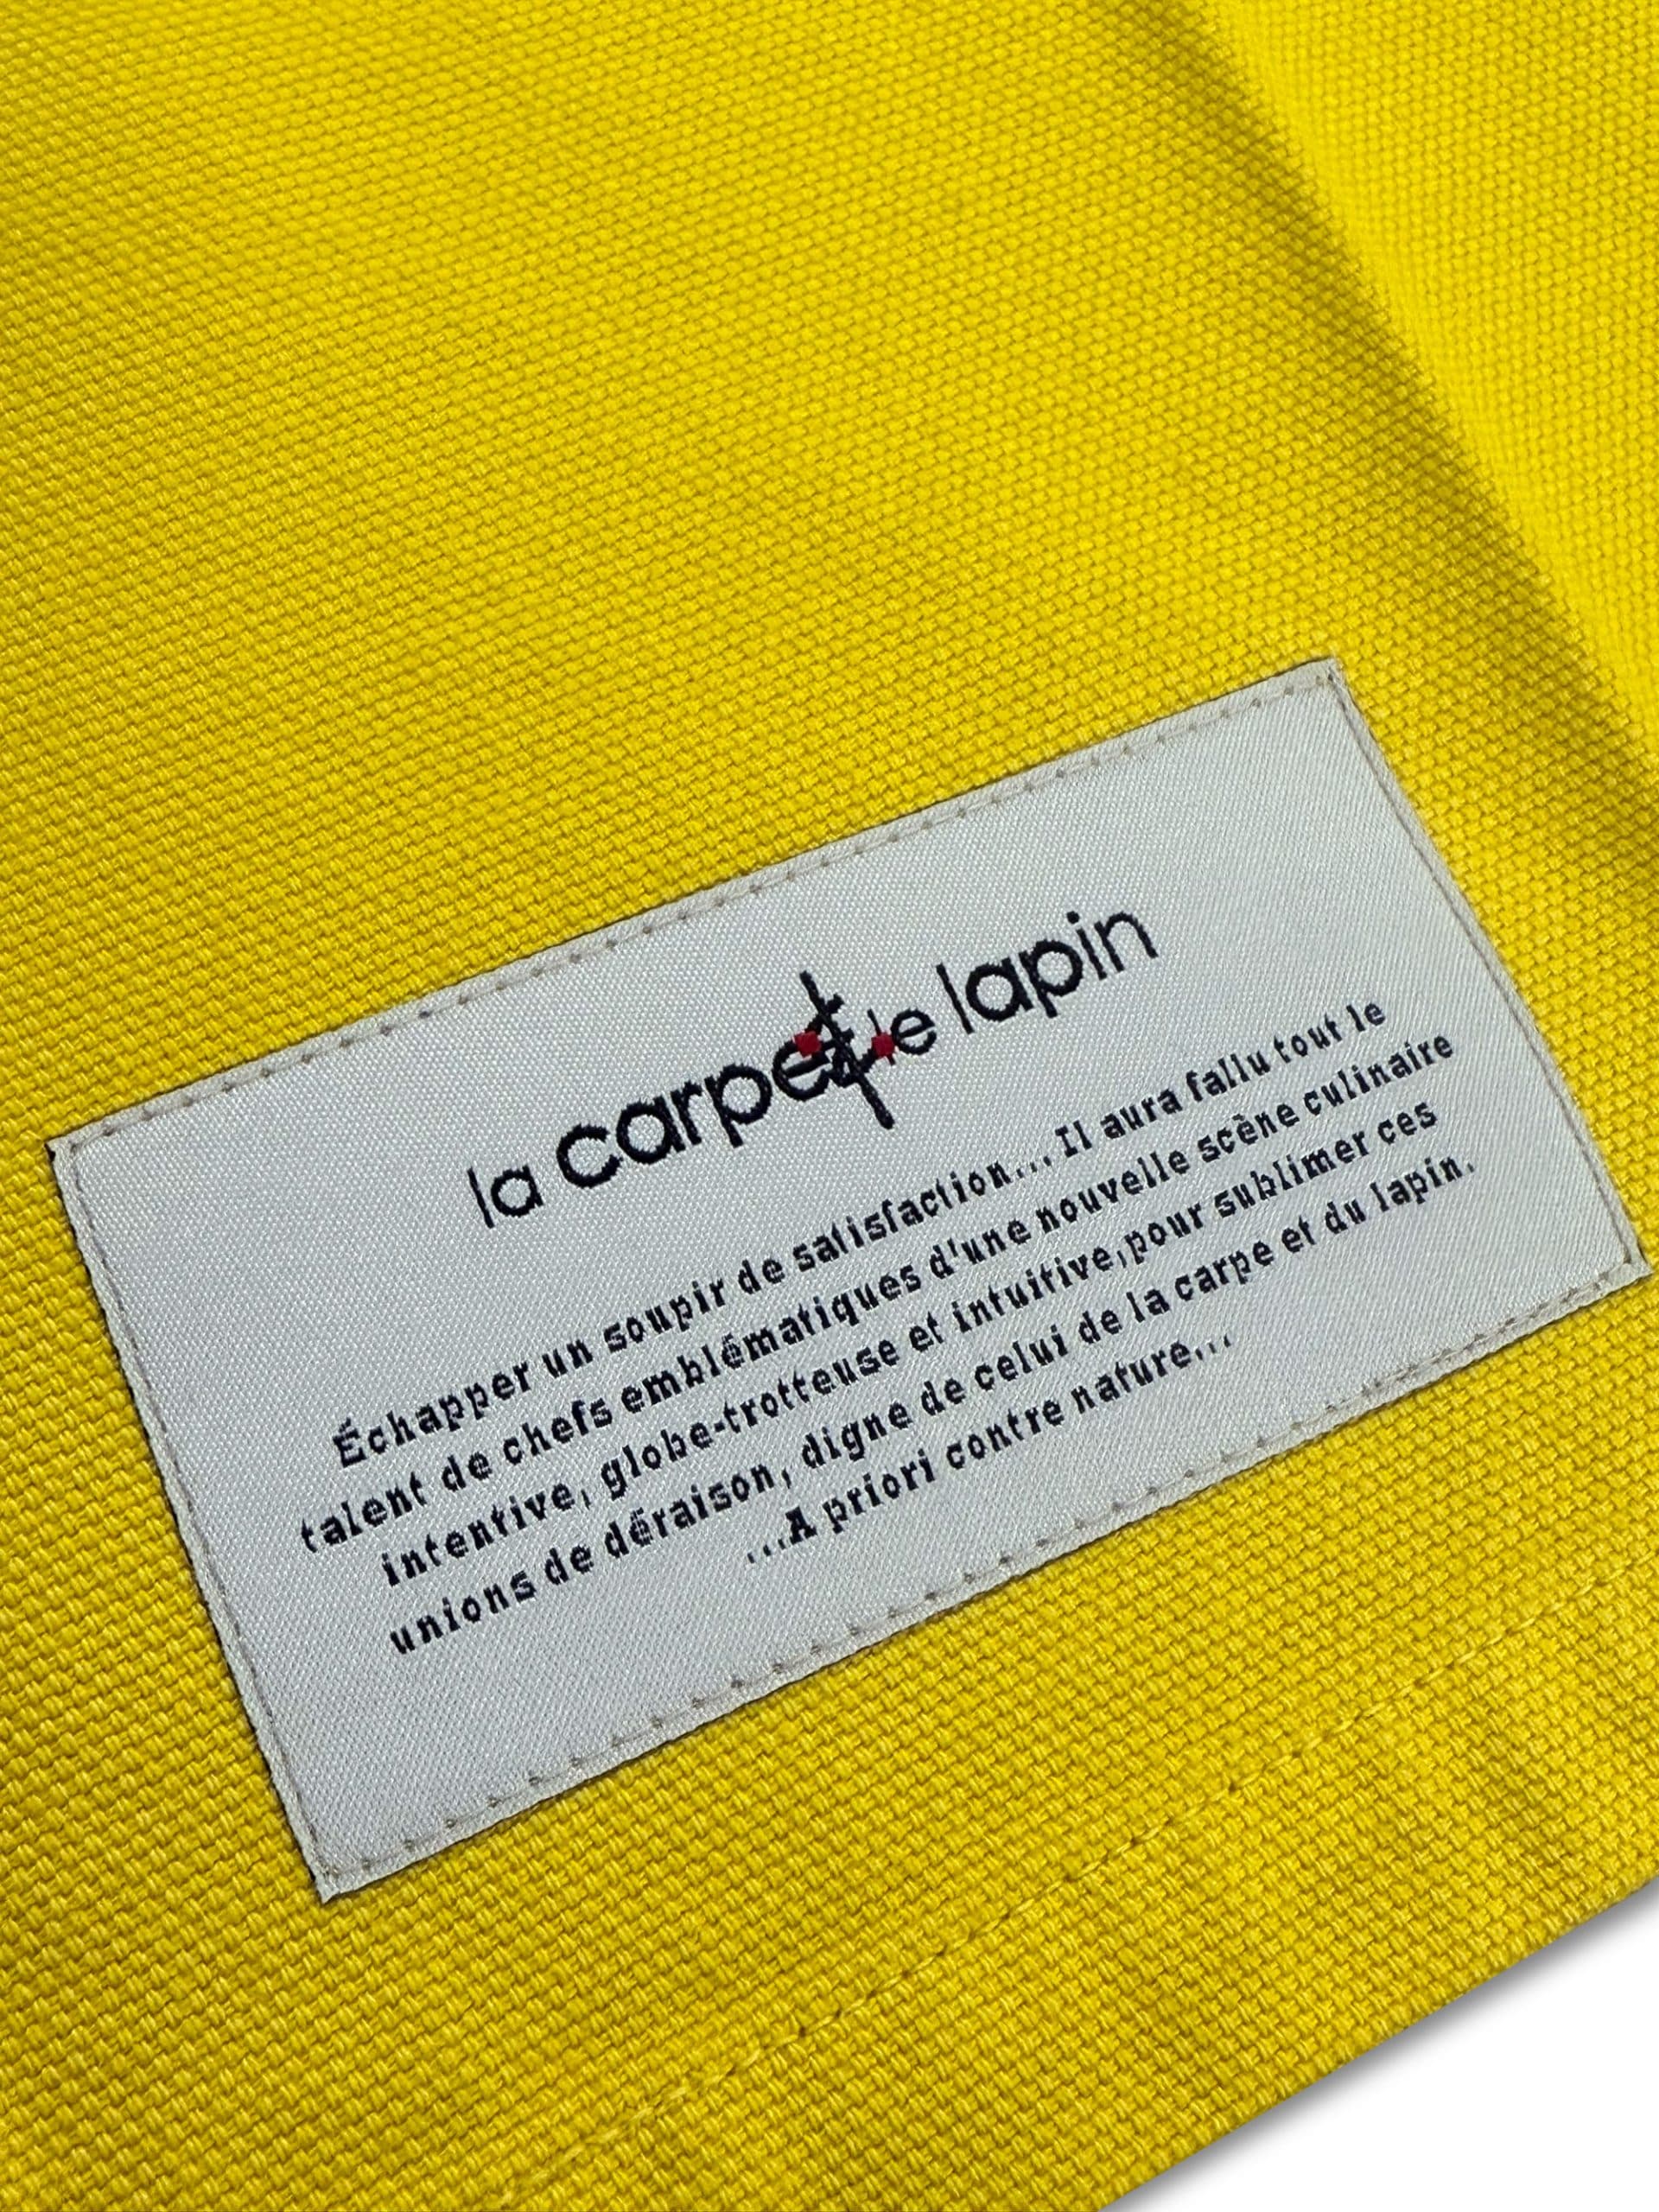 la carpe et le lapin
Échapper un soupir de satisfaction... Il aura fallu tout le
talent de chefs emblématiques d'une nouvelle scène culinaire
intentive, globe-trotteuse et intuitive, pour sublimer ces
unions de déraison, digne de celui de la carpe et du lapin.
...A priori contre nature...